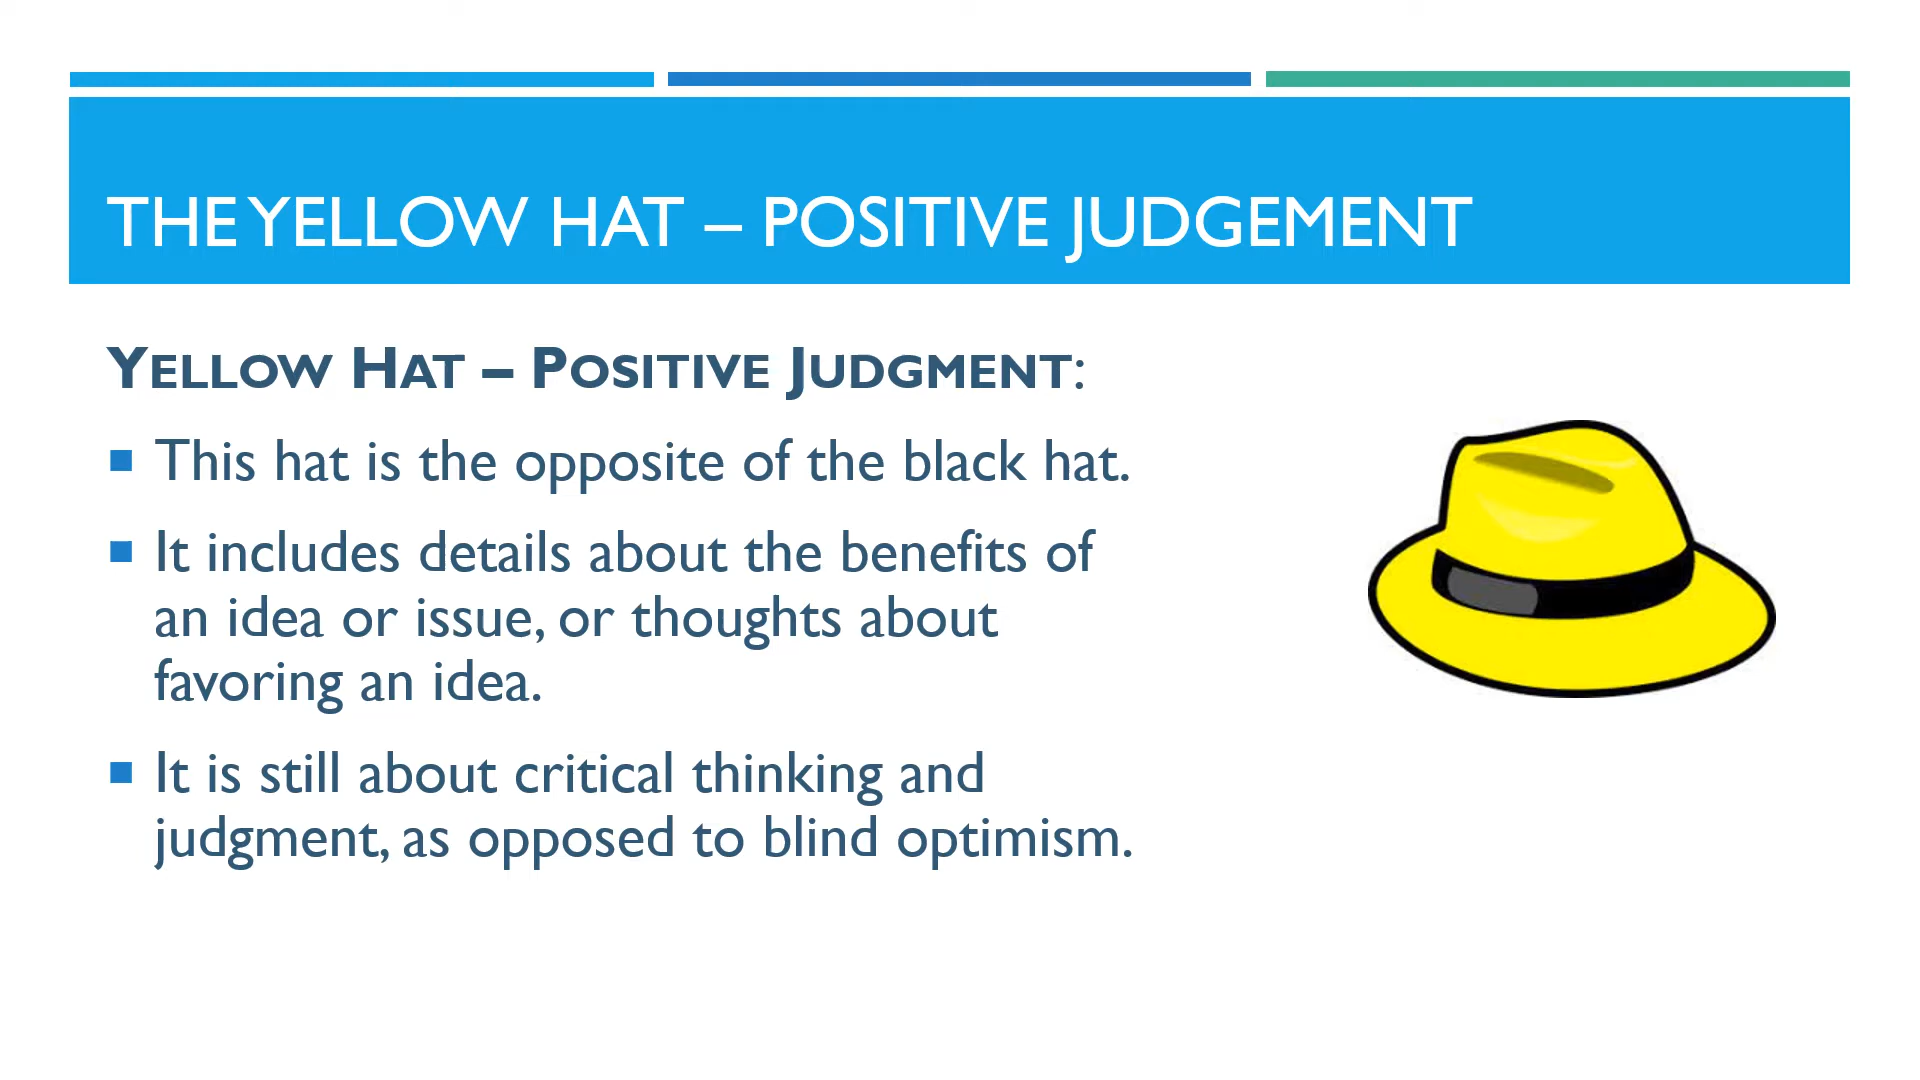 THE YELLOW HAT – POSITIVE JUDGEMENT
YELLOW HAT – POSITIVE JUDGMENT:
▪ This hat is the opposite of the black hat.
▪ It includes details about the benefits of
an idea or issue, or thoughts about
favoring an idea.
▪ It is still about critical thinking and
judgment, as opposed to blind optimism.